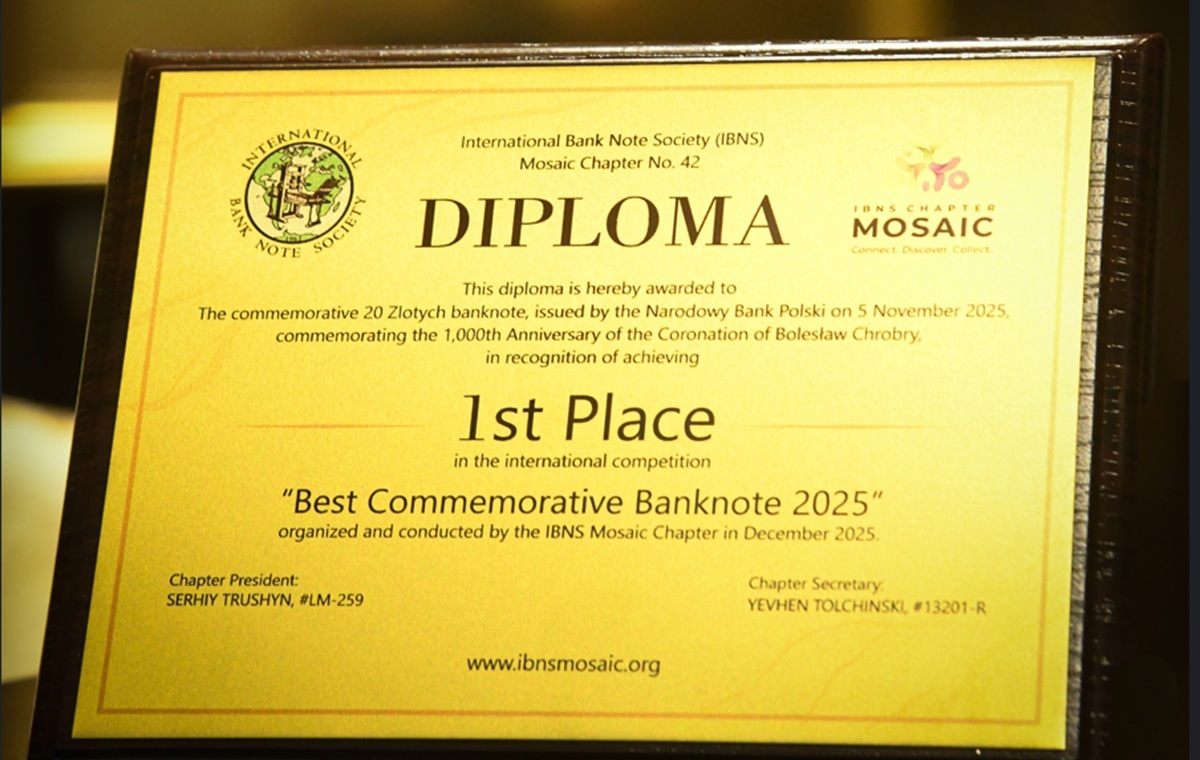 INTERNATIONAL BANK NOTE SOCIETY
International Bank Note Society (IBNS)
Mosaic Chapter No. 42
DIPLOMA
IBNS CHAPTER
MOSAIC
Connect. Discover. Collect.
This diploma is hereby awarded to
The commemorative 20 Zlotych banknote, issued by the Narodowy Bank Polski on 5 November 2025,
commemorating the 1,000th Anniversary of the Coronation of Bolesław Chrobry,
in recognition of achieving
1st Place
in the international competition
“Best Commemorative Banknote 2025“
organized and conducted by the IBNS Mosaic Chapter in December 2025.
Chapter President:
SERHIY TRUSHYN, #LM-259
Chapter Secretary:
YEVHEN TOLCHINSKI, #13201-R
www.ibnsmosaic.org